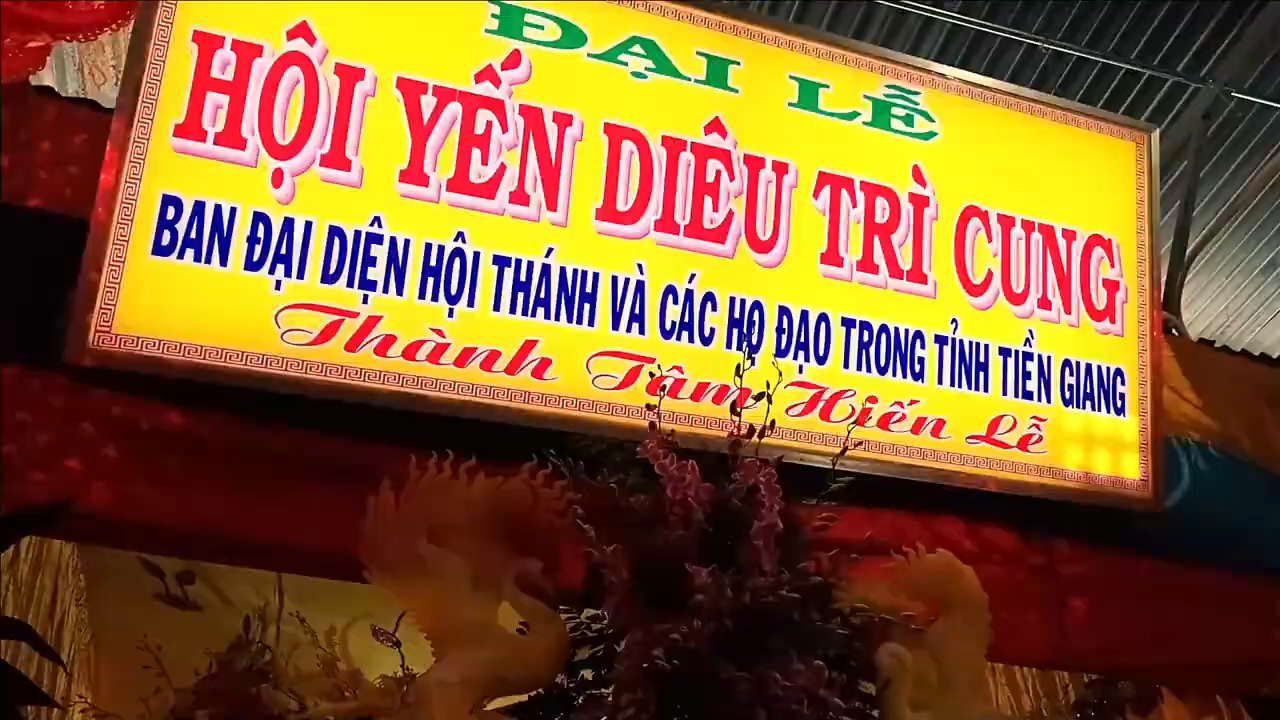 ĐẠI LỄ
HỘI YẾN DIÊU TRÌ CUNG
BAN ĐẠI DIỆN HỘI THÁNH VÀ CÁC HỌ ĐẠO TRONG TỈNH TIỀN GIANG
Thành Tâm Hiến Lễ